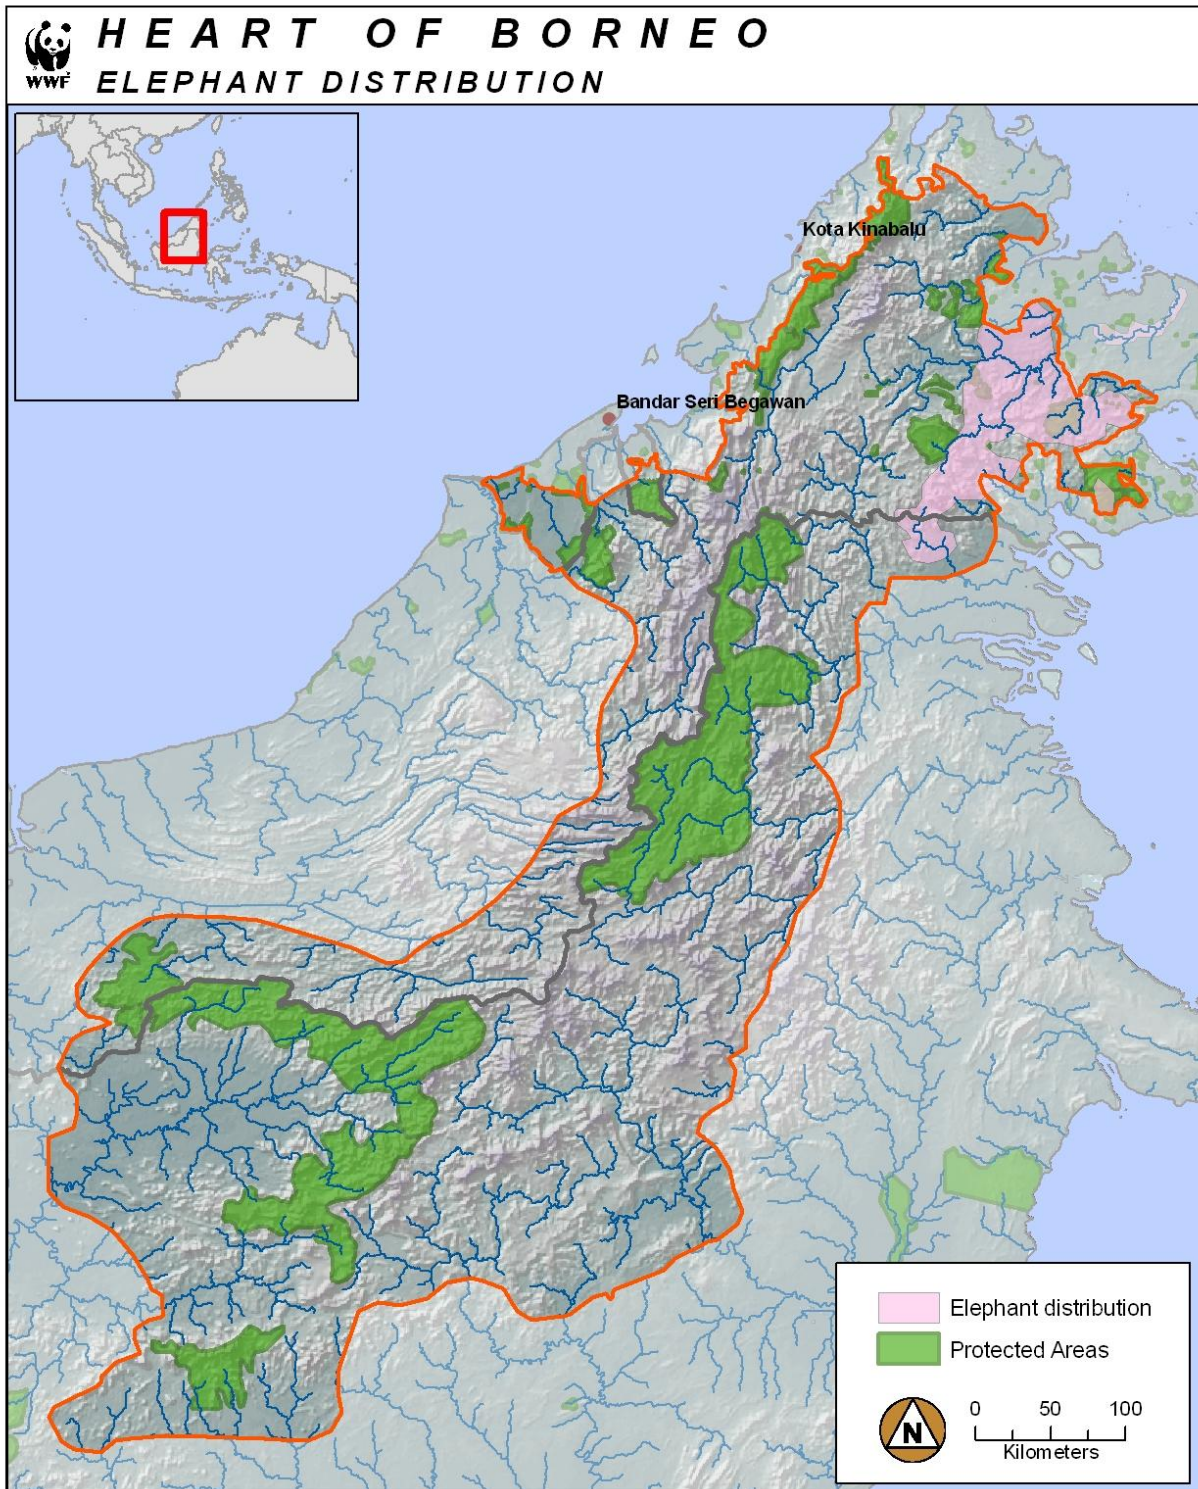 HEART OF BORNEO
WWF
ELEPHANT DISTRIBUTION
Kota Kinabalu
Bandar Seri Begawan
Elephant distribution
Protected Areas
N
0 50 100
Kilometers